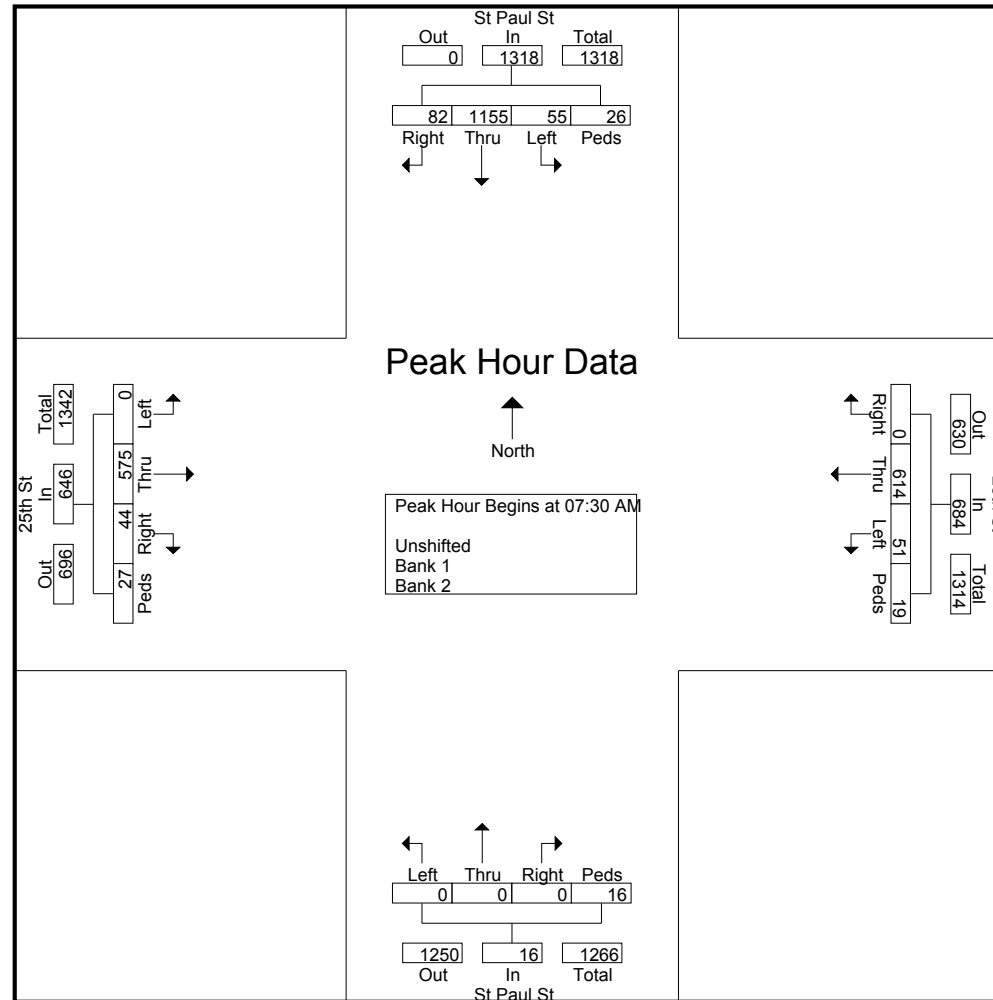 St Paul St
Out In Total
0 1318 1318
82 1155 55 26
Right Thru Left Peds
Peak Hour Data
North
Peak Hour Begins at 07:30 AM
Unshifted
Bank 1
Bank 2
25th St
Total In Out
1342 646 696
0 575 44 27
Left Thru Right Peds
Out In Total
630 684 1314
0 614 51 19
Right Thru Left Peds
Left Thru Right Peds
0 0 0 16
1250 16 1266
Out In Total
St Paul St